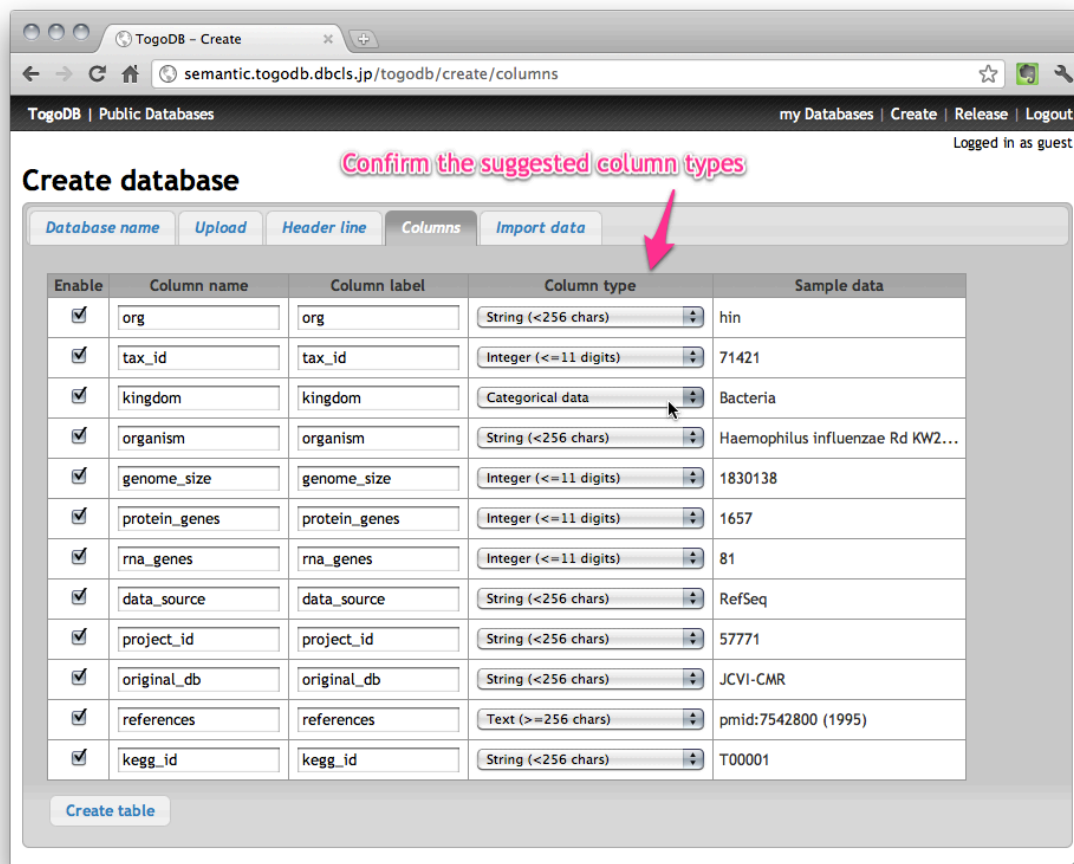 TogoDB – Create
semantic.togodb.dbcls.jp/togodb/create/columns
TogoDB | Public Databases my Databases | Create | Release | Logout
Logged in as guest
Confirm the suggested column types
Create database
Database name Upload Header line Columns Import data
Enable Column name Column label Column type Sample data
org org String (<256 chars) hin
tax_id tax_id Integer (<=11 digits) 71421
kingdom kingdom Categorical data Bacteria
organism organism String (<256 chars) Haemophilus influenzae Rd KW2...
genome_size genome_size Integer (<=11 digits) 1830138
protein_genes protein_genes Integer (<=11 digits) 1657
rna_genes rna_genes Integer (<=11 digits) 81
data_source data_source String (<256 chars) RefSeq
project_id project_id String (<256 chars) 57771
original_db original_db String (<256 chars) JCVI-CMR
references references Text (>=256 chars) pmid:7542800 (1995)
kegg_id kegg_id String (<256 chars) T00001
Create table